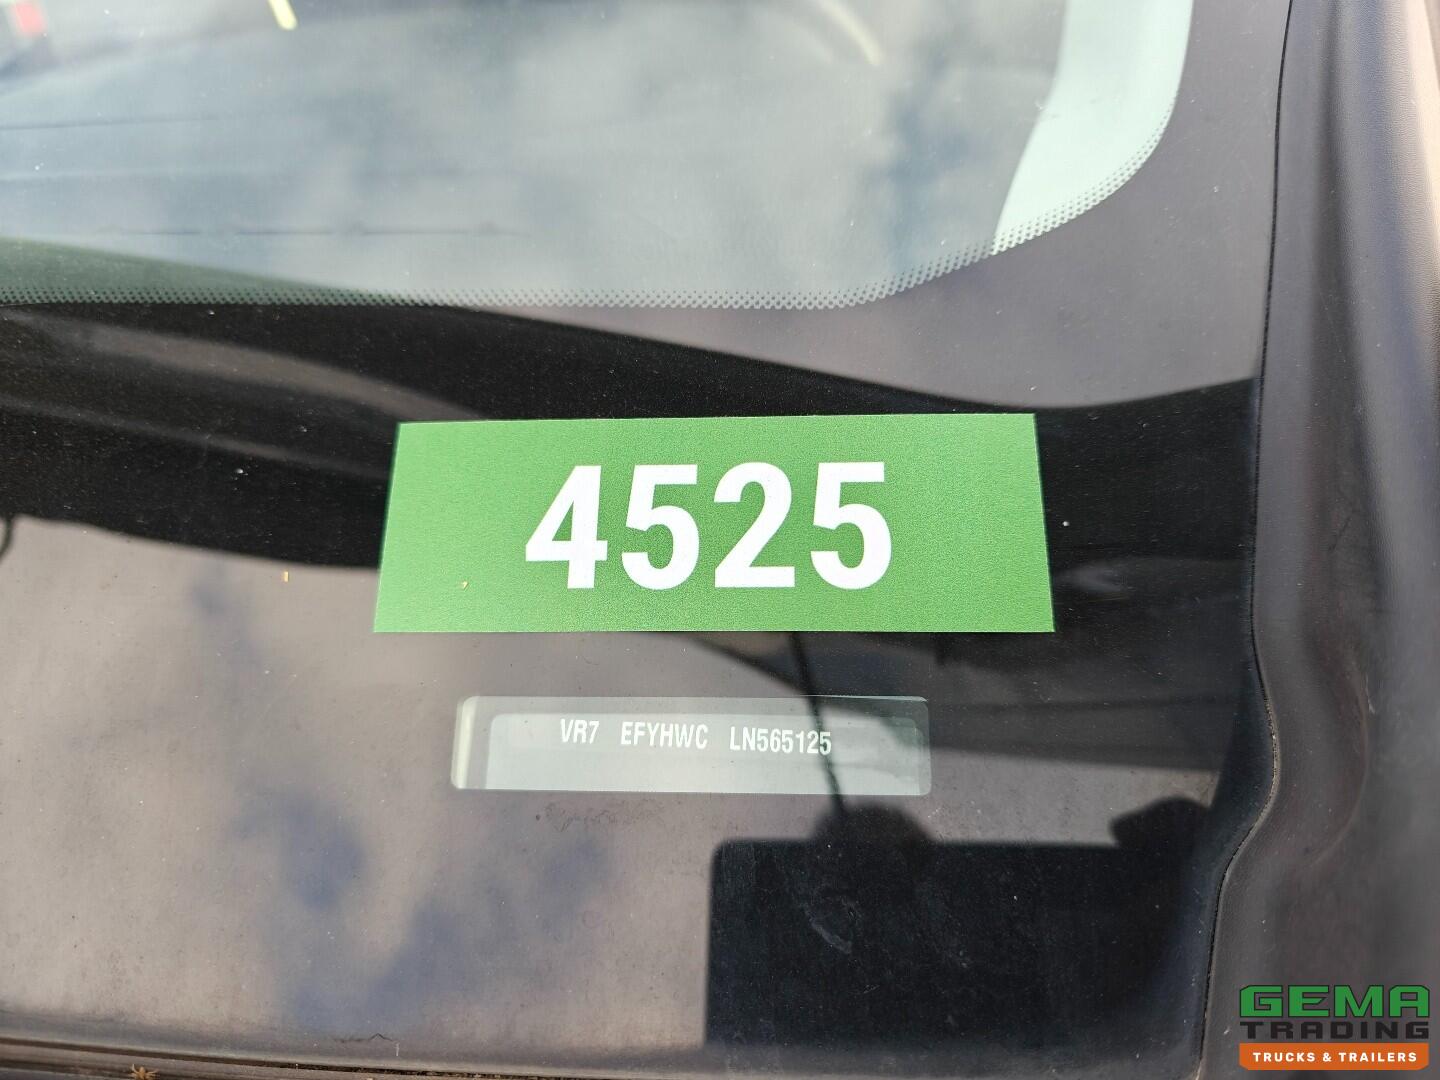 4525
VR7 EFYHWC LN565125
GEMA
TRADING
TRUCKS & TRAILERS